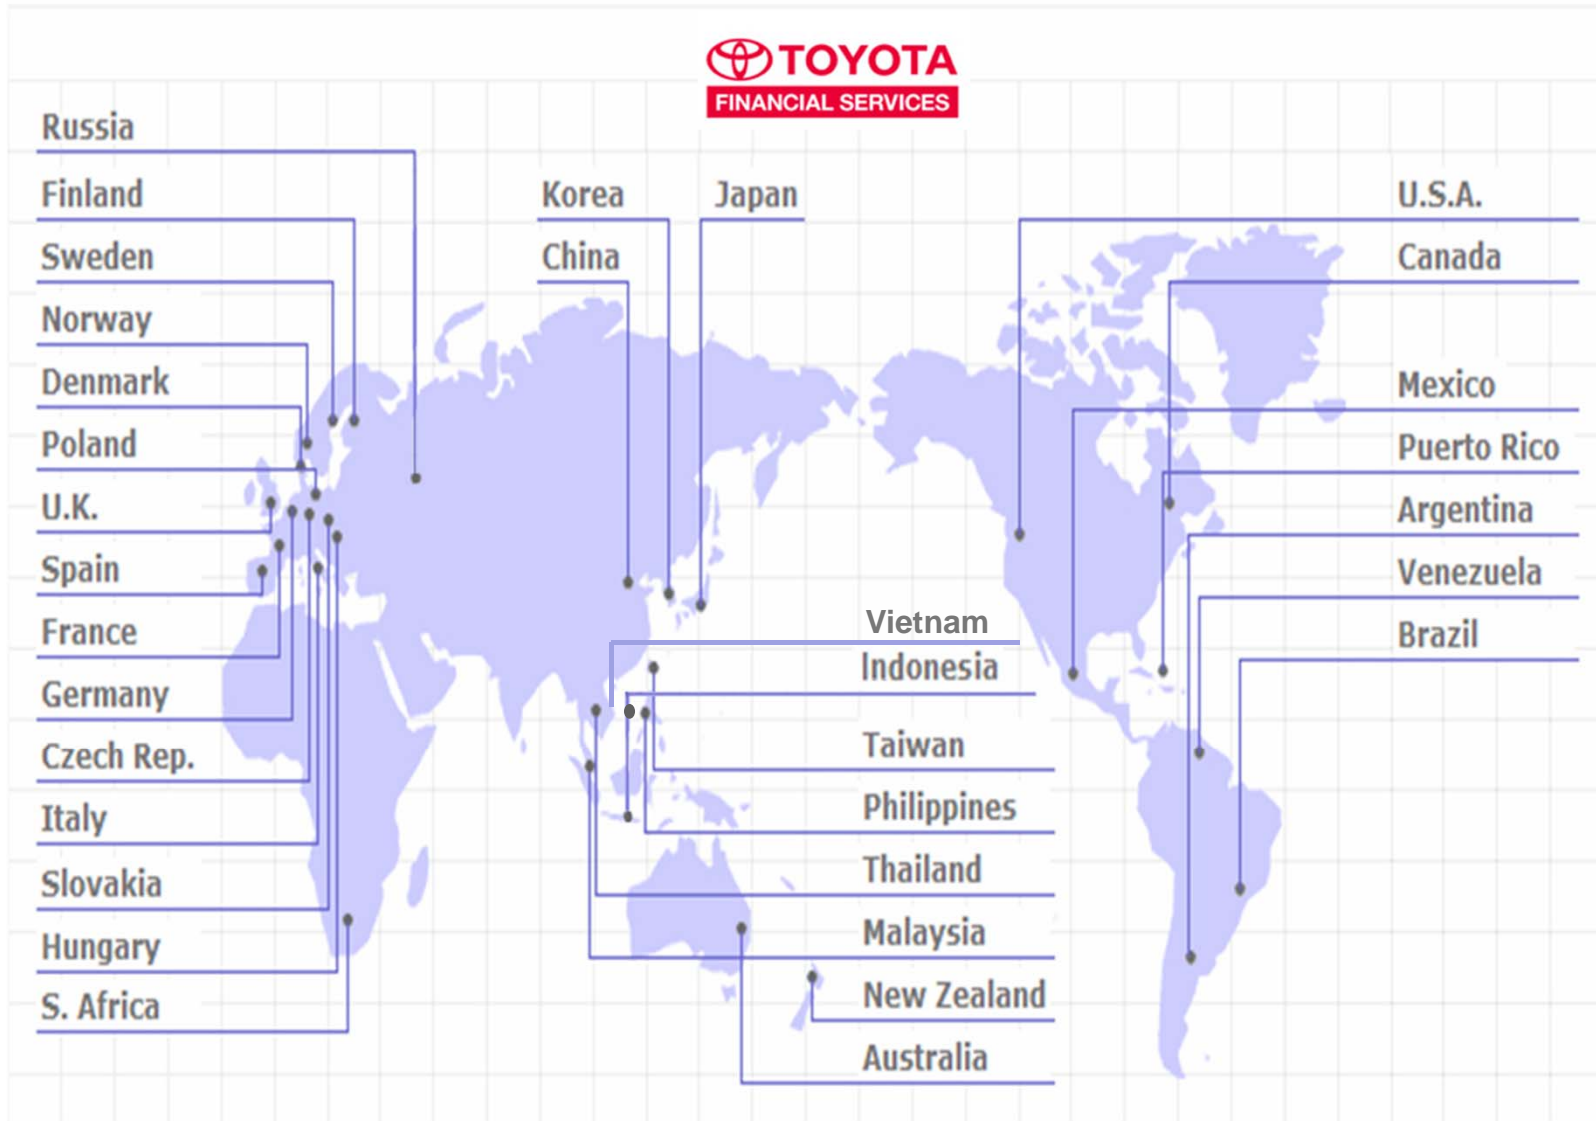 TOYOTA
FINANCIAL SERVICES
Russia
Finland
Sweden
Norway
Denmark
Poland
U.K.
Spain
France
Germany
Czech Rep.
Italy
Slovakia
Hungary
S. Africa
Korea
Japan
China
Vietnam
Indonesia
Taiwan
Philippines
Thailand
Malaysia
New Zealand
Australia
U.S.A.
Canada
Mexico
Puerto Rico
Argentina
Venezuela
Brazil